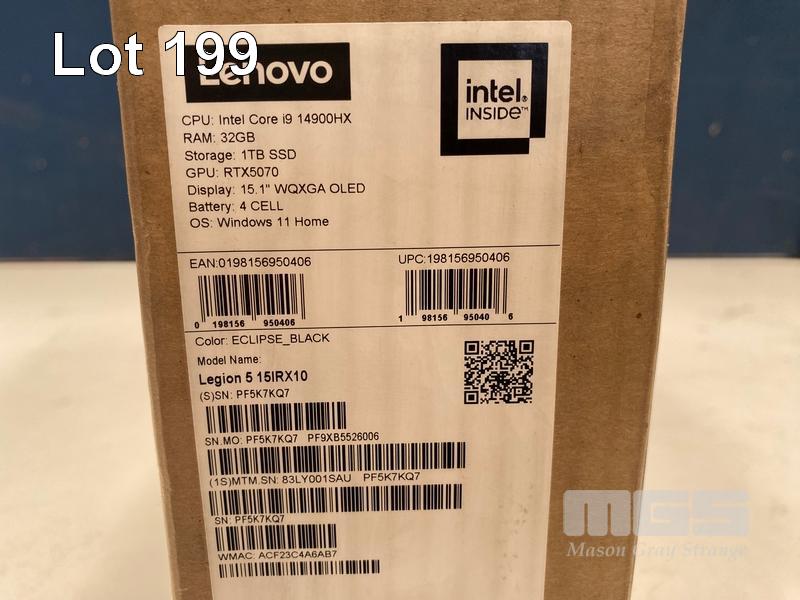 Lot 199
Lenovo
intel.
INSIDE™
CPU: Intel Core i9 14900HX
RAM: 32GB
Storage: 1TB SSD
GPU: RTX5070
Display: 15.1" WQXGA OLED
Battery: 4 CELL
OS: Windows 11 Home
EAN:0198156950406
UPC:198156950406
0 198156 950406
1 98156 95040 6
Color: ECLIPSE_BLACK
Model Name:
Legion 5 15IRX10
(S)SN: PF5K7KQ7
SN.MO: PF5K7KQ7 PF9XB5526006
(1S)MTM.SN: 83LY001SAU PF5K7KQ7
SN: PF5K7KQ7
WMAC: ACF23C4A6AB7
MGS
Mason Gray Strange